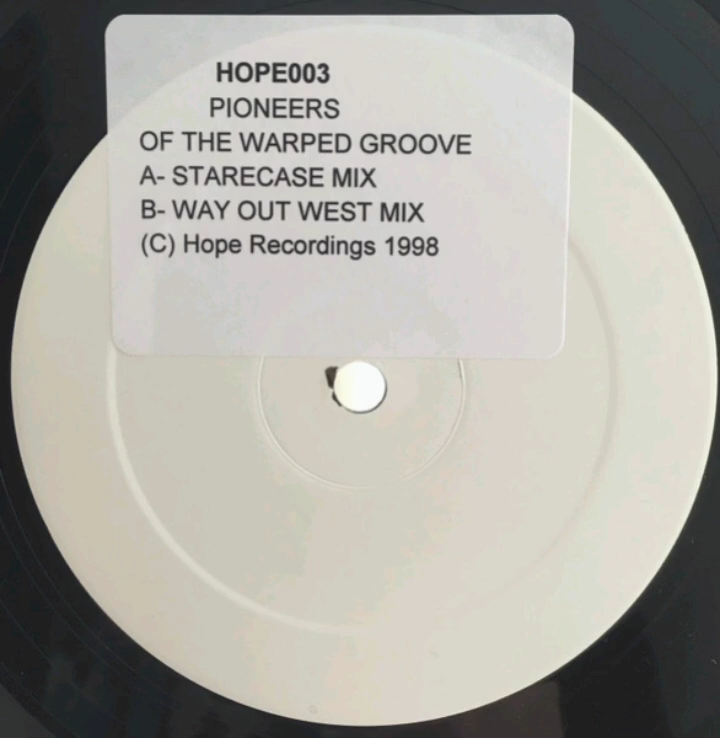 HOPE003
PIONEERS
OF THE WARPED GROOVE
A- STARECASE MIX
B- WAY OUT WEST MIX
(C) Hope Recordings 1998